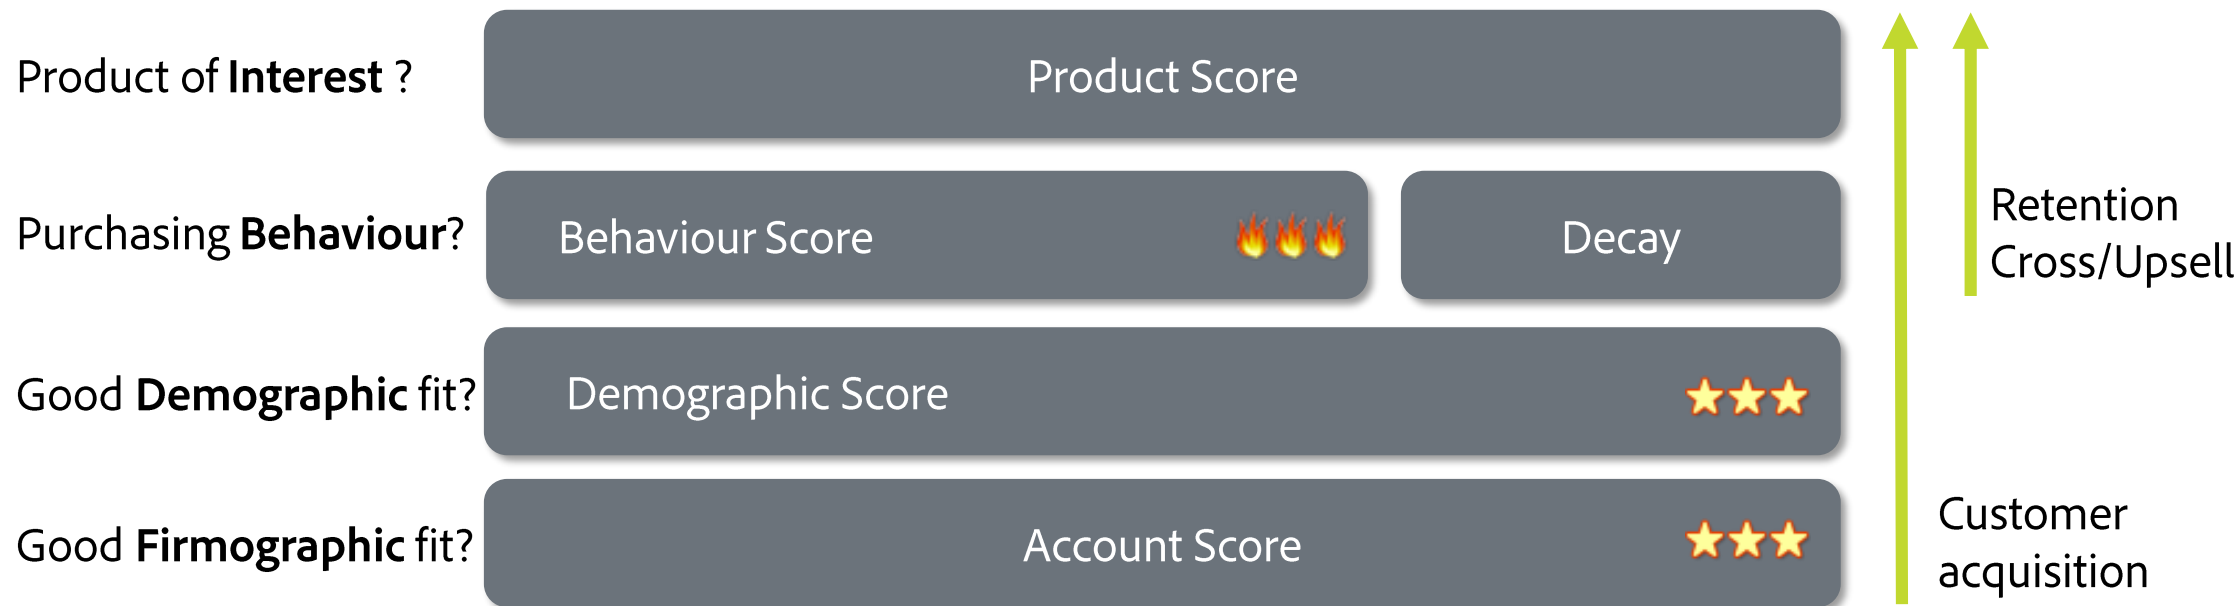 Product of Interest ?
Product Score
Purchasing Behaviour?
Behaviour Score
Decay
Retention
Cross/Upsell
Good Demographic fit?
Demographic Score
Good Firmographic fit?
Account Score
Customer
acquisition